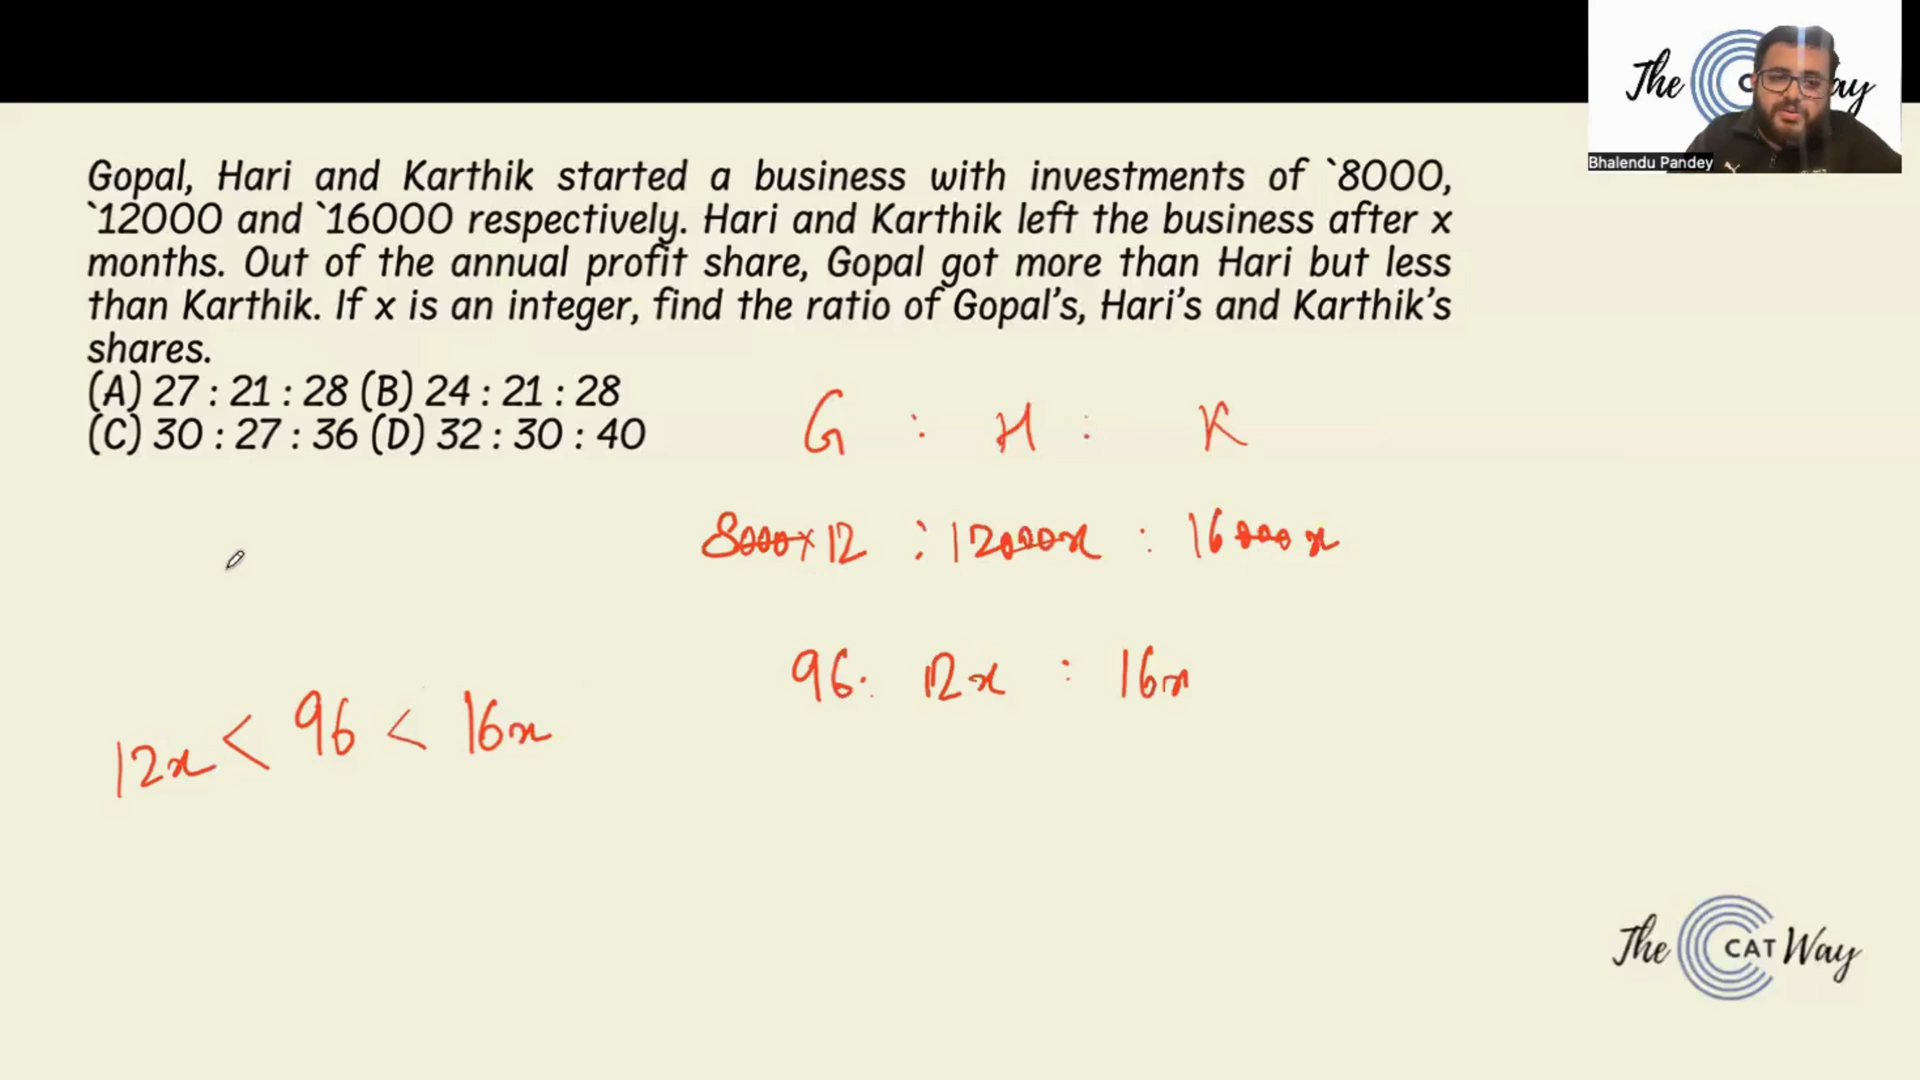 The C ay
Bhalendu Pandey
Gopal, Hari and Karthik started a business with investments of `8000,
`12000 and `16000 respectively. Hari and Karthik left the business after x
months. Out of the annual profit share, Gopal got more than Hari but less
than Karthik. If x is an integer, find the ratio of Gopal's, Hari's and Karthik's
shares.
(A) 27 : 21 : 28 (B) 24 : 21 : 28
(C) 30 : 27 : 36 (D) 32 : 30 : 40
G : H : K
8000 × 12 : 12000x : 16000x
96 : 12x : 16x
12x < 96 < 16x
The CAT Way